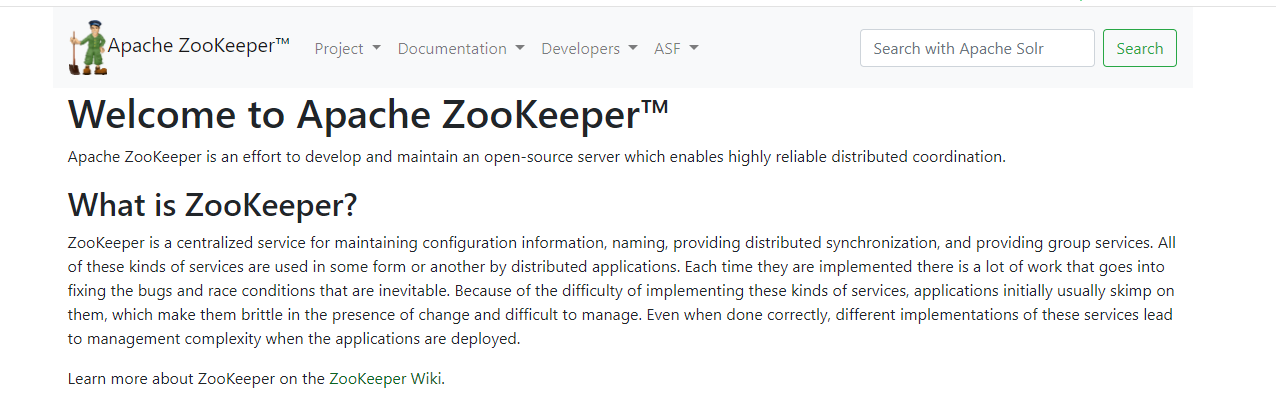 Apache ZooKeeper™ Project Documentation Developers ASF Search with Apache Solr Search
Welcome to Apache ZooKeeper™
Apache ZooKeeper is an effort to develop and maintain an open-source server which enables highly reliable distributed coordination.
What is ZooKeeper?
ZooKeeper is a centralized service for maintaining configuration information, naming, providing distributed synchronization, and providing group services. All
of these kinds of services are used in some form or another by distributed applications. Each time they are implemented there is a lot of work that goes into
fixing the bugs and race conditions that are inevitable. Because of the difficulty of implementing these kinds of services, applications initially usually skimp on
them, which make them brittle in the presence of change and difficult to manage. Even when done correctly, different implementations of these services lead
to management complexity when the applications are deployed.
Learn more about ZooKeeper on the ZooKeeper Wiki.